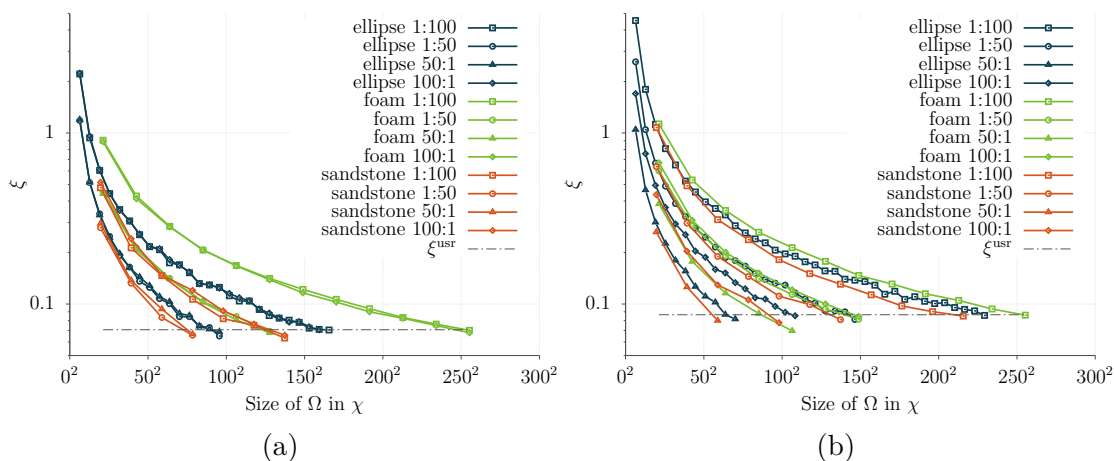 ellipse 1:100
ellipse 1:50
ellipse 50:1
ellipse 100:1
foam 1:100
foam 1:50
foam 50:1
foam 100:1
sandstone 1:100
sandstone 1:50
sandstone 50:1
sandstone 100:1
ξᵘˢʳ
1
0.1
ξ
0² 50² 100² 150² 200² 250² 300²
Size of Ω in χ
(a)
ellipse 1:100
ellipse 1:50
ellipse 50:1
ellipse 100:1
foam 1:100
foam 1:50
foam 50:1
foam 100:1
sandstone 1:100
sandstone 1:50
sandstone 50:1
sandstone 100:1
ξᵘˢʳ
1
0.1
ξ
0² 50² 100² 150² 200² 250² 300²
Size of Ω in χ
(b)